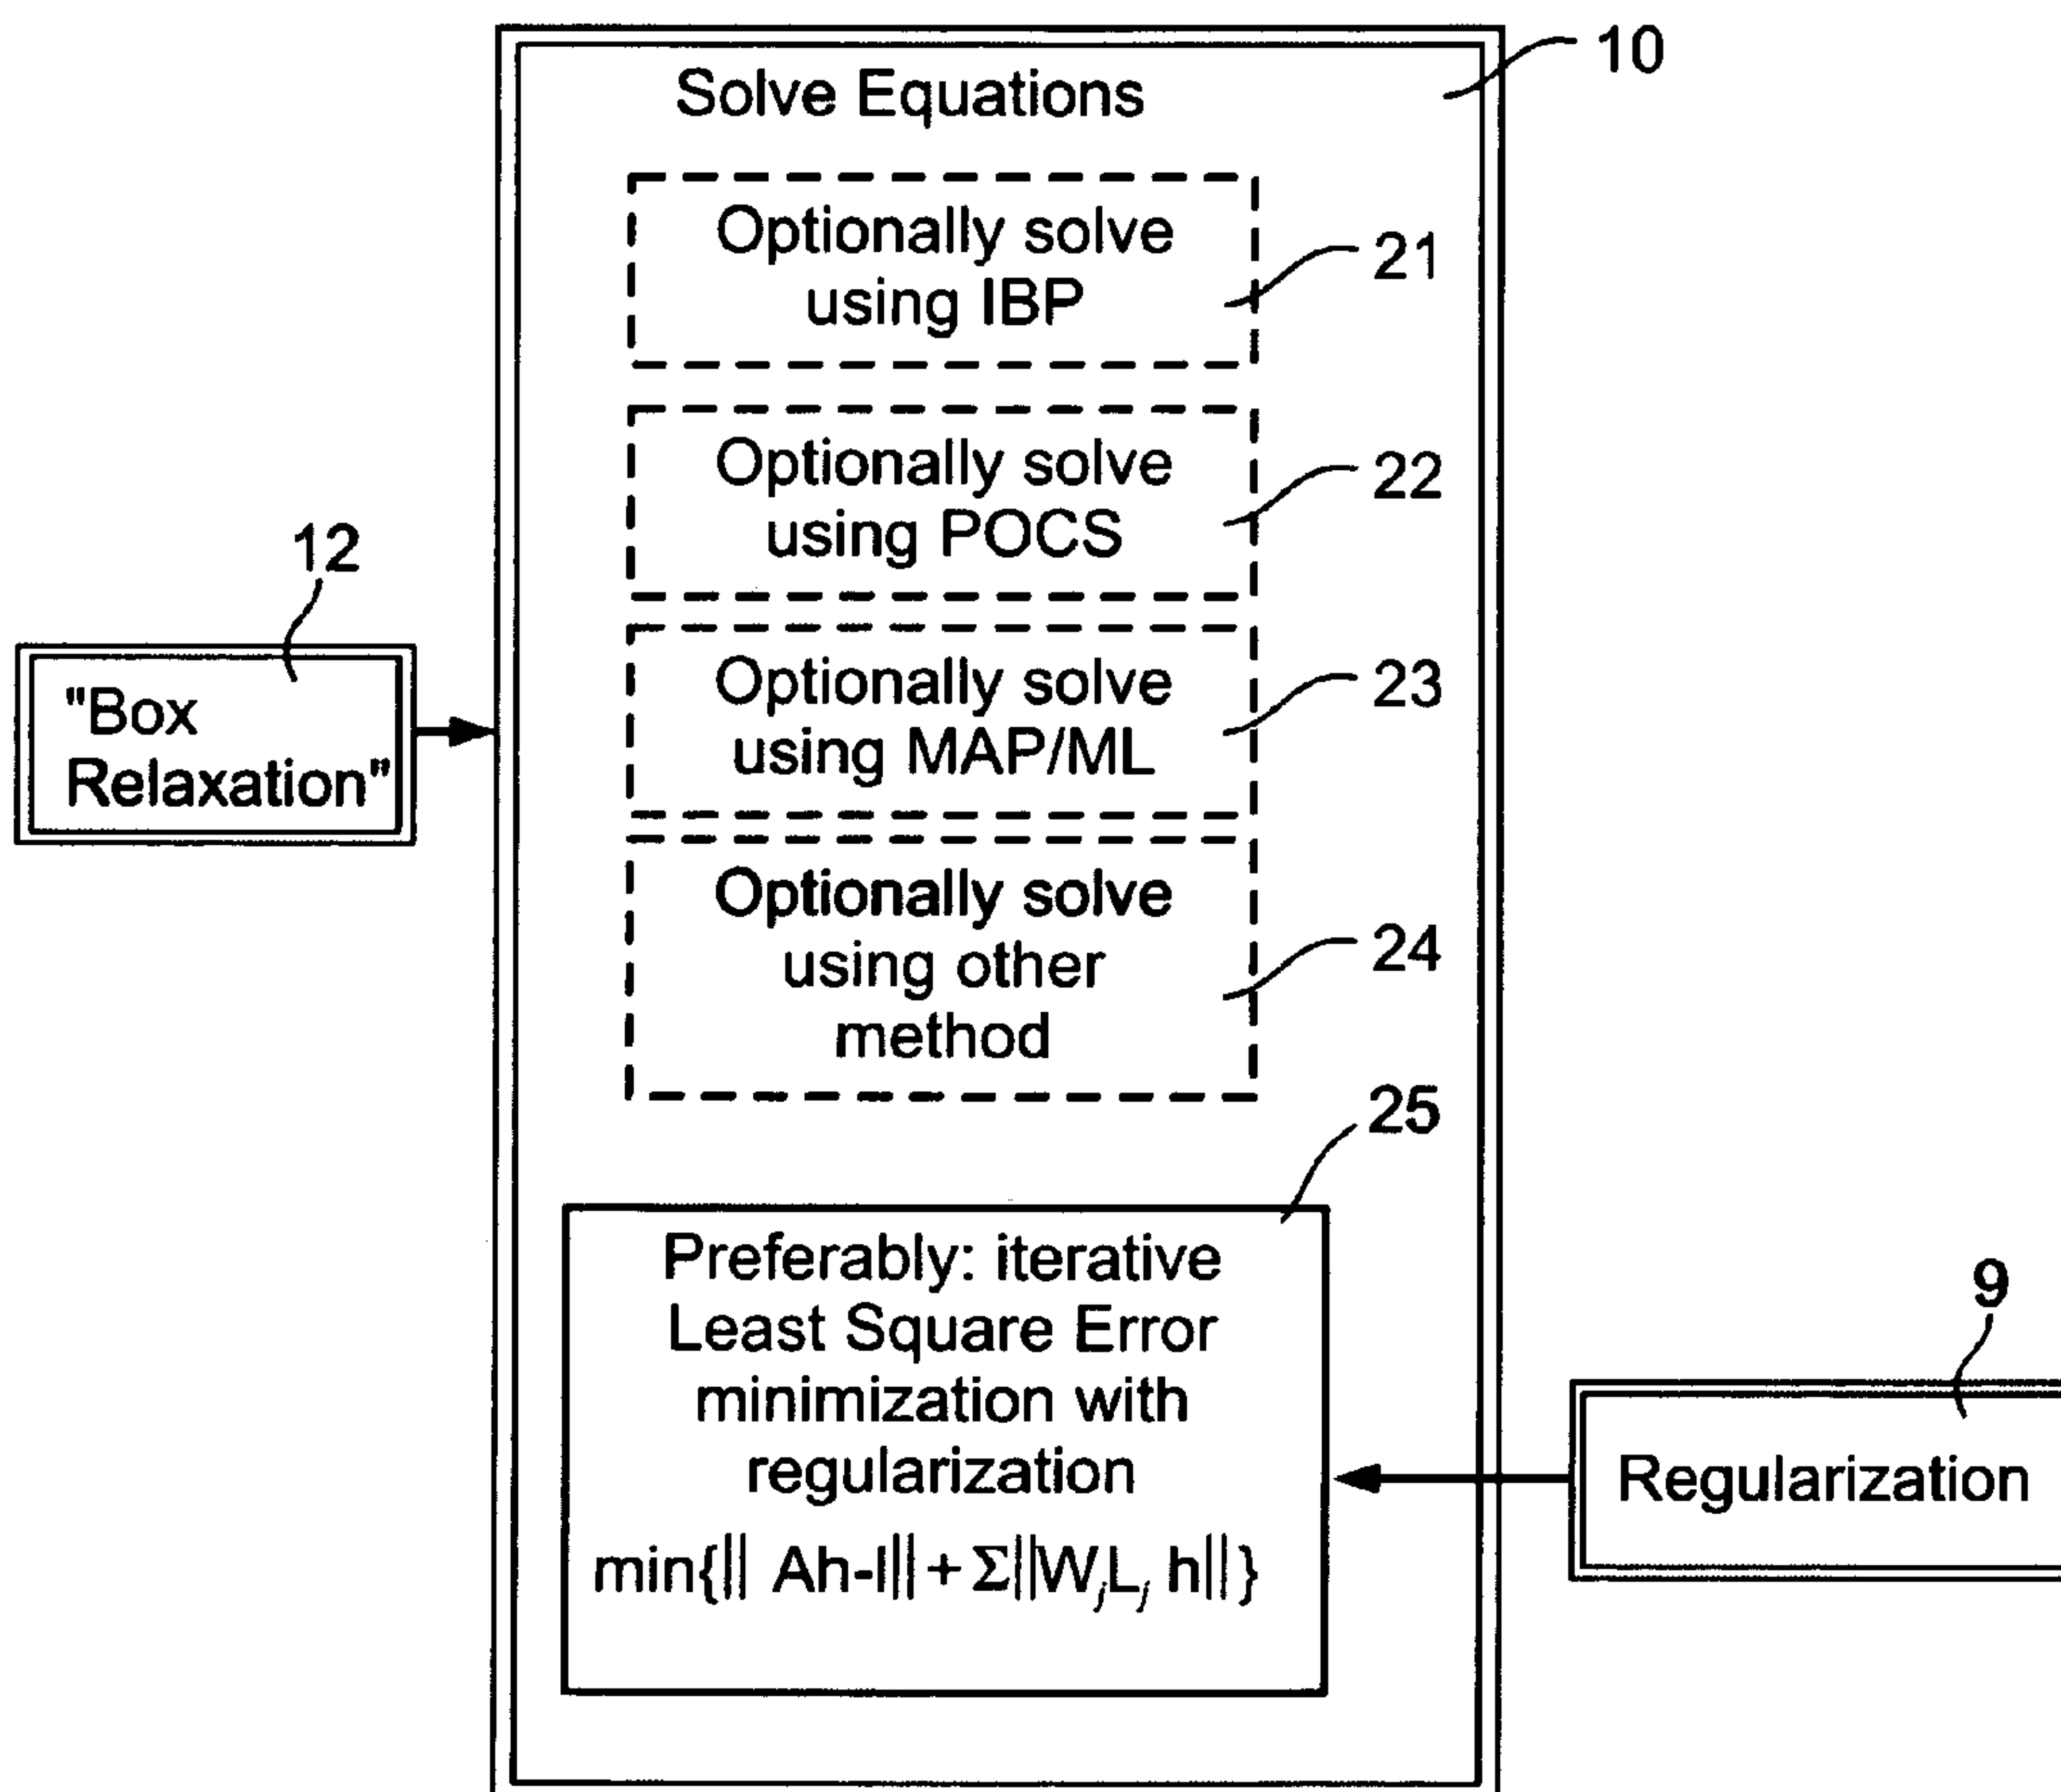 10
Solve Equations
Optionally solve
using IBP
21
Optionally solve
using POCS
22
12
"Box
Relaxation"
Optionally solve
using MAP/ML
23
Optionally solve
using other
method
24
25
Preferably: iterative
Least Square Error
minimization with
regularization
min{|| Ah-l|| + Σ||WⱼLⱼ h||}
9
Regularization